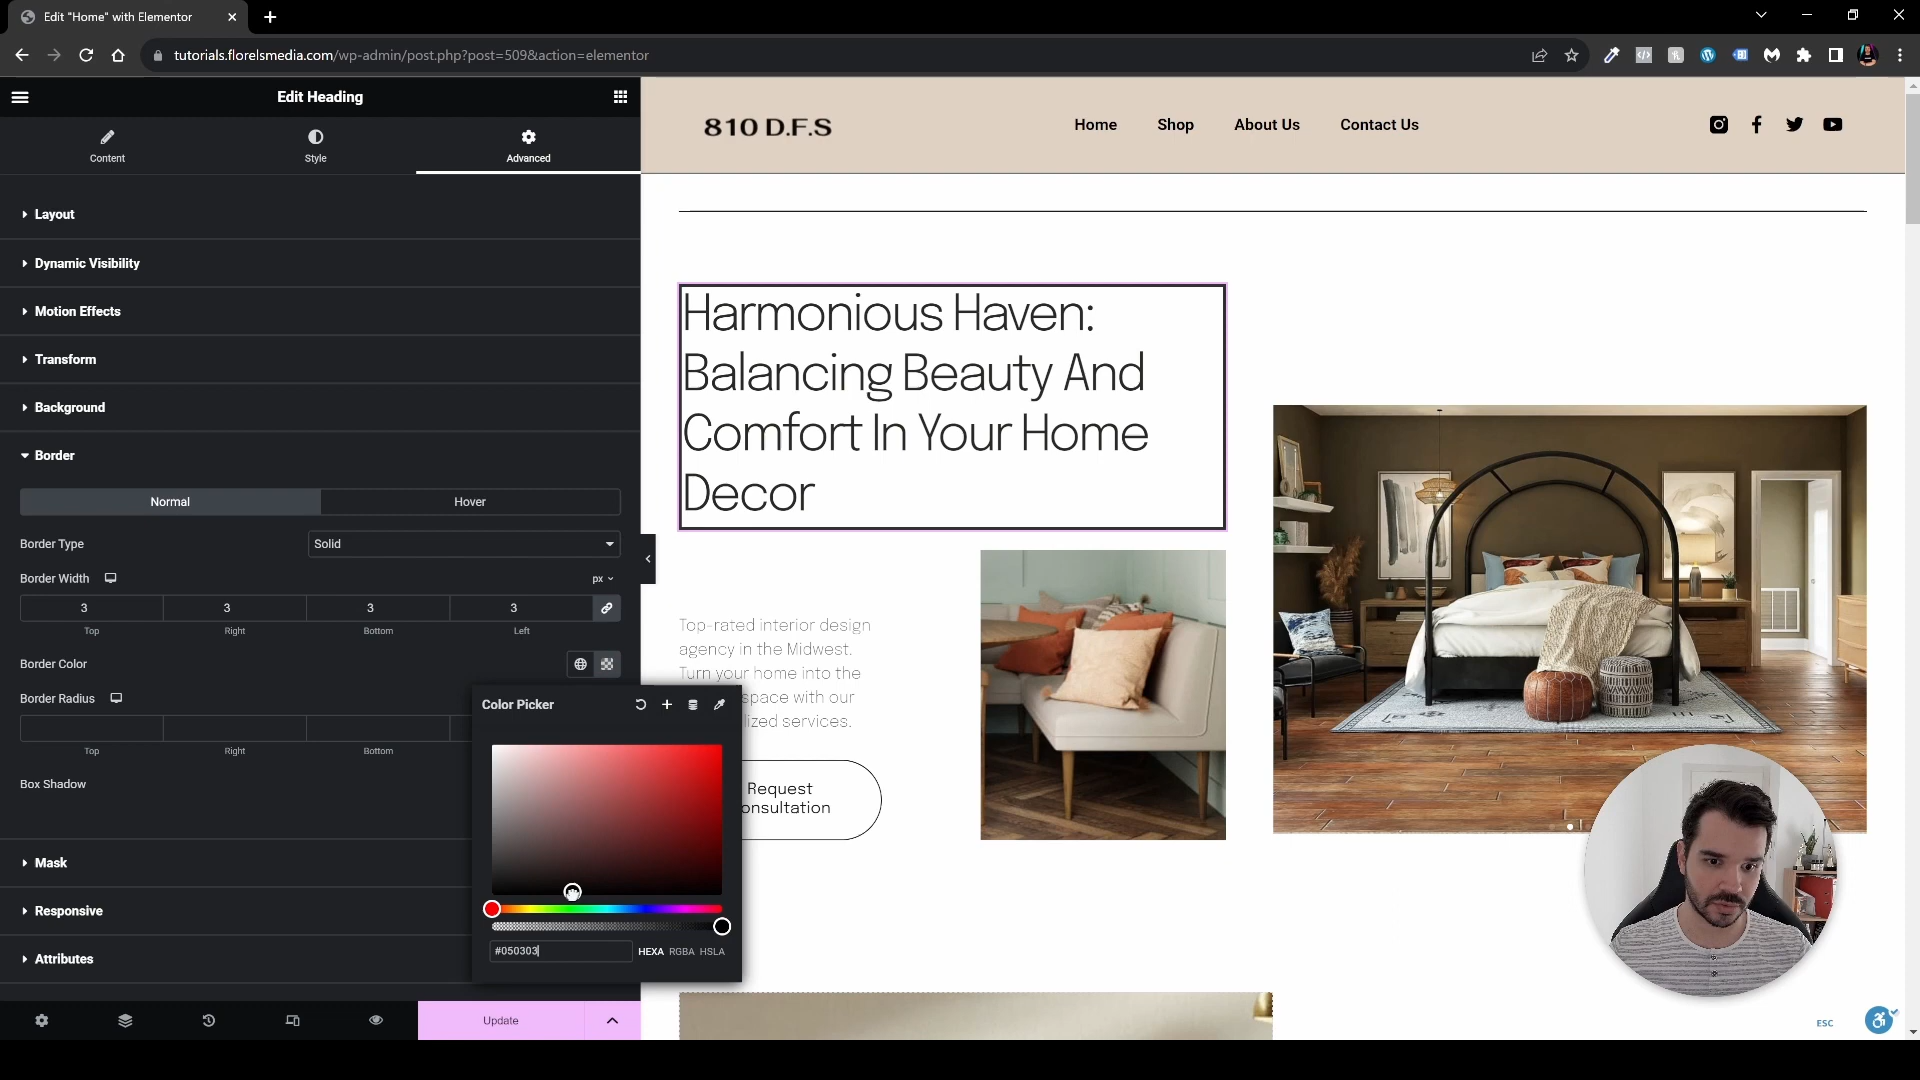 Edit "Home" with Elementor
tutorials.florelsmedia.com/wp-admin/post.php?post=509&action=elementor
Edit Heading
Content
Style
Advanced
Layout
Dynamic Visibility
Motion Effects
Transform
Background
Border
Normal
Hover
Border Type
Solid
Border Width
px
3
3
3
3
Top
Right
Bottom
Left
Border Color
Border Radius
Top
Right
Bottom
Box Shadow
Color Picker
#050303
HEXA RGBA HSLA
Mask
Responsive
Attributes
Update
810 D.F.S
Home
Shop
About Us
Contact Us
Harmonious Haven:
Balancing Beauty And
Comfort In Your Home
Decor
Top-rated interior design
agency in the Midwest.
Turn your home into the
space with our
lized services.
Request
onsultation
ESC